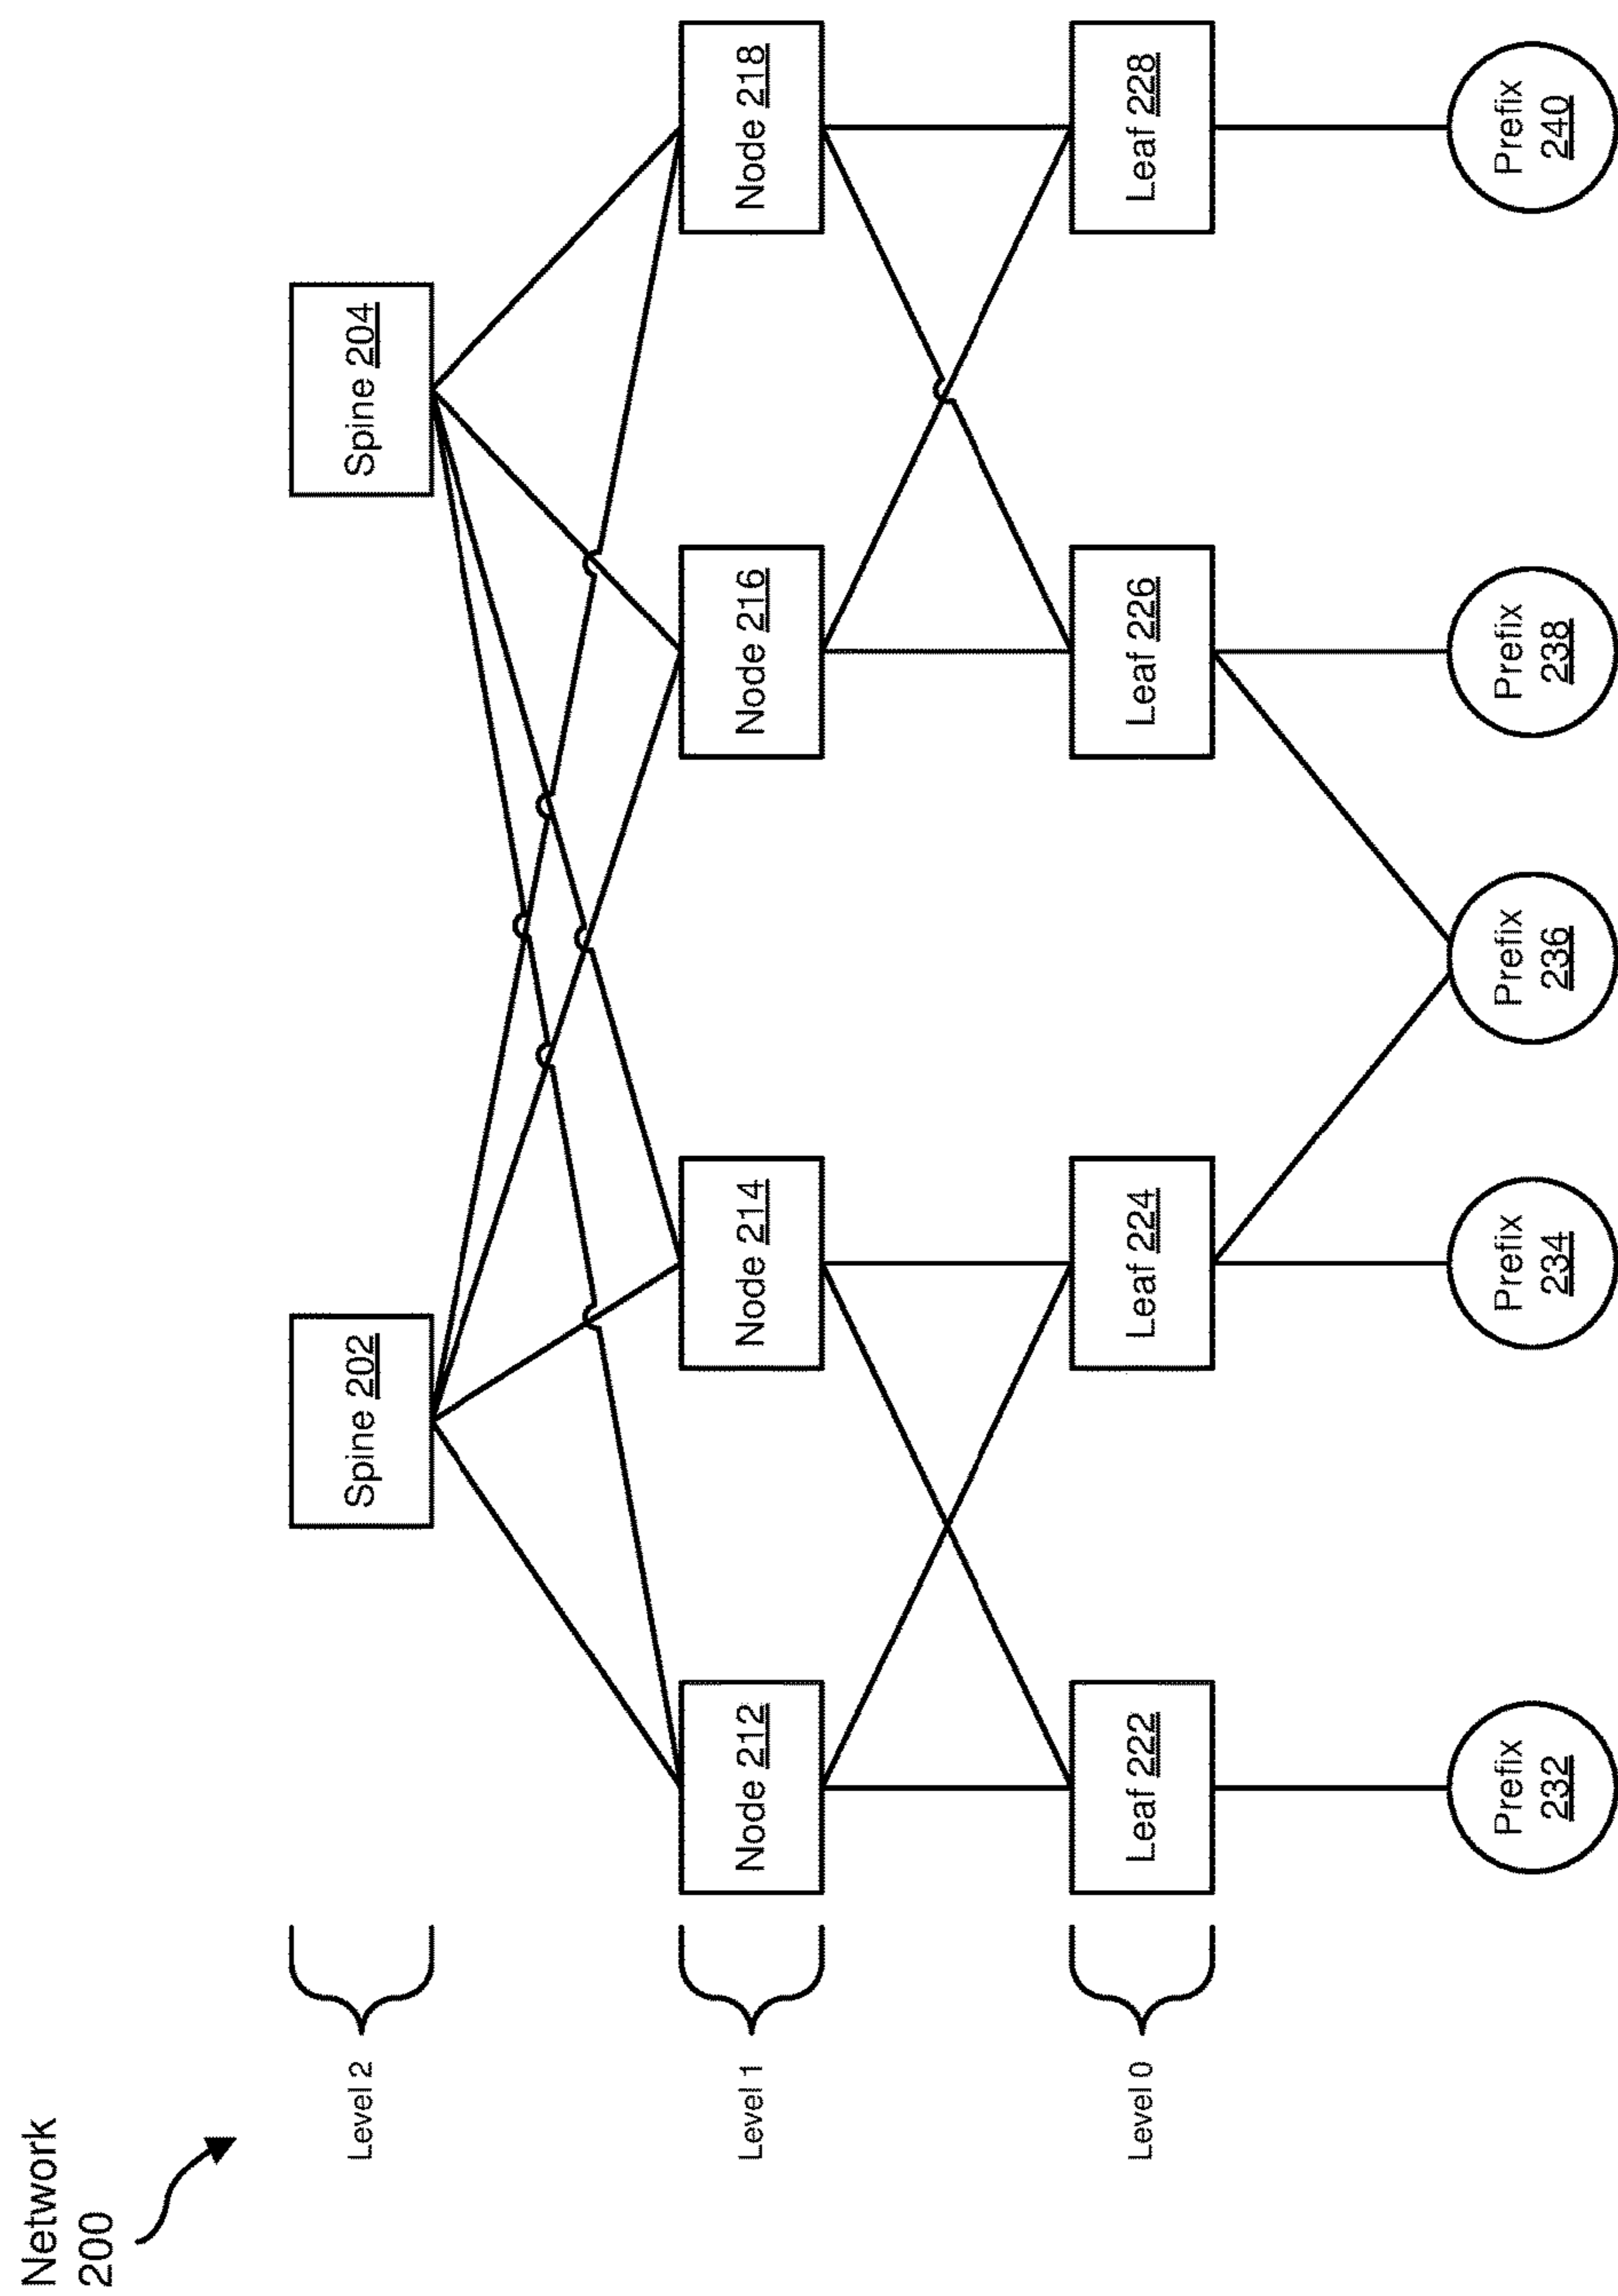 Network
200
Level 2
Spine 202
Spine 204
Level 1
Node 212
Node 214
Node 216
Node 218
Level 0
Leaf 222
Leaf 224
Leaf 226
Leaf 228
Prefix
232
Prefix
234
Prefix
236
Prefix
238
Prefix
240